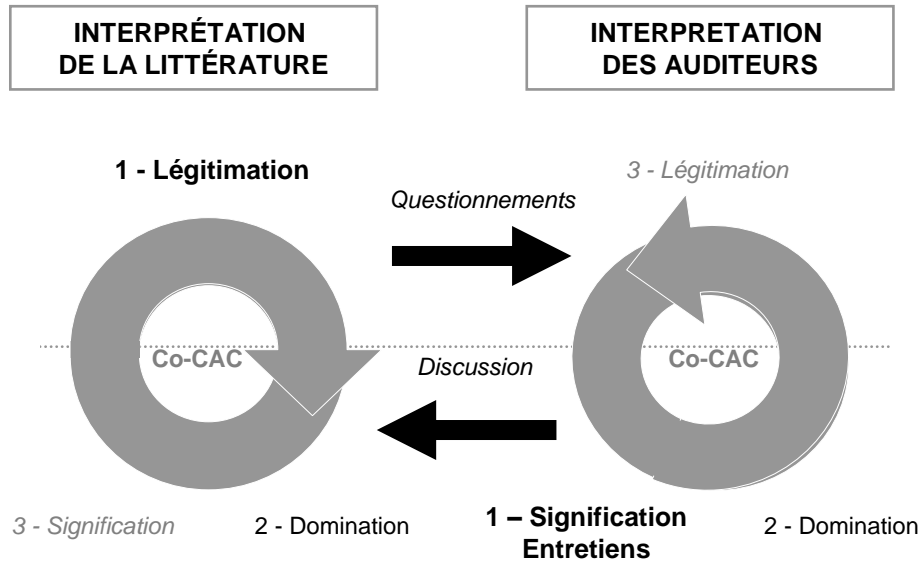 INTERPRÉTATION
DE LA LITTÉRATURE
INTERPRETATION
DES AUDITEURS
1 - Légitimation
3 - Légitimation
Questionnements
Co-CAC
Co-CAC
Discussion
3 - Signification
2 - Domination
1 – Signification
Entretiens
2 - Domination